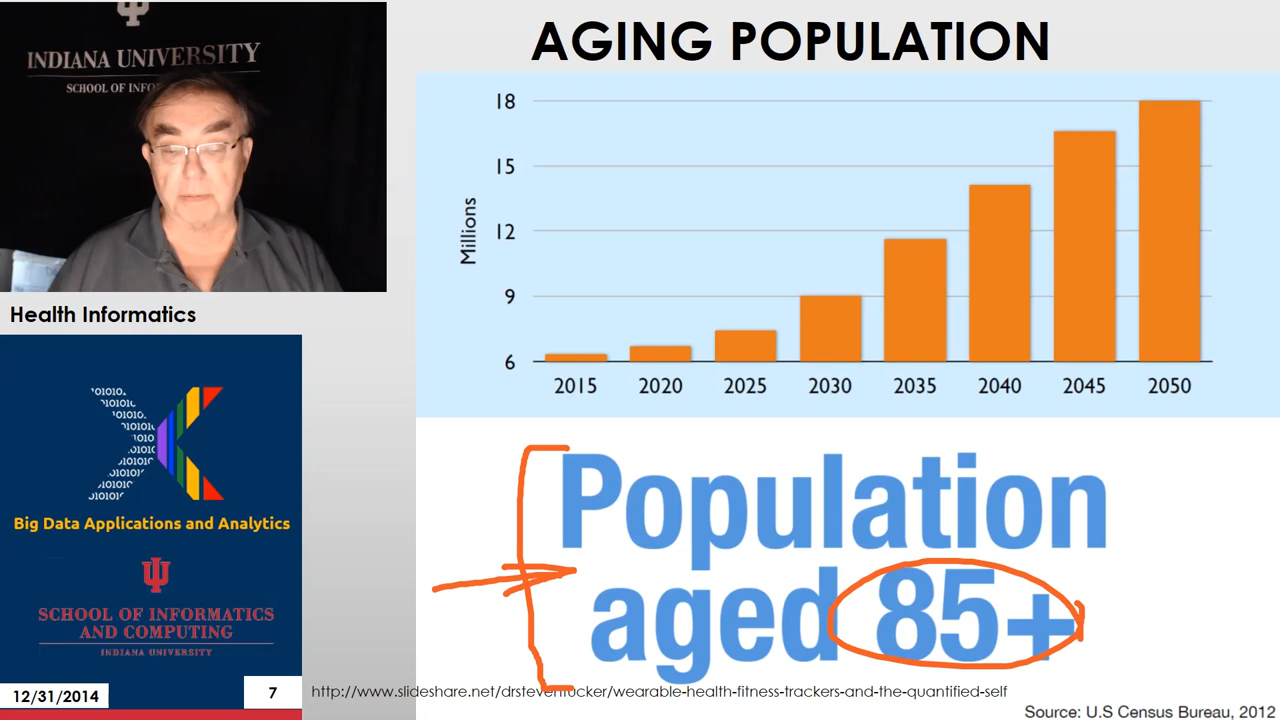 INDIANA UNIVERSITY
SCHOOL OF INFO
AGING POPULATION
18
15
12
9
6
Millions
2015 2020 2025 2030 2035 2040 2045 2050
Population
aged 85+
Health Informatics
Big Data Applications and Analytics
SCHOOL OF INFORMATICS
AND COMPUTING
INDIANA UNIVERSITY
12/31/2014
7
http://www.slideshare.net/drsteventucker/wearable-health-fitness-trackers-and-the-quantified-self
Source: U.S Census Bureau, 2012